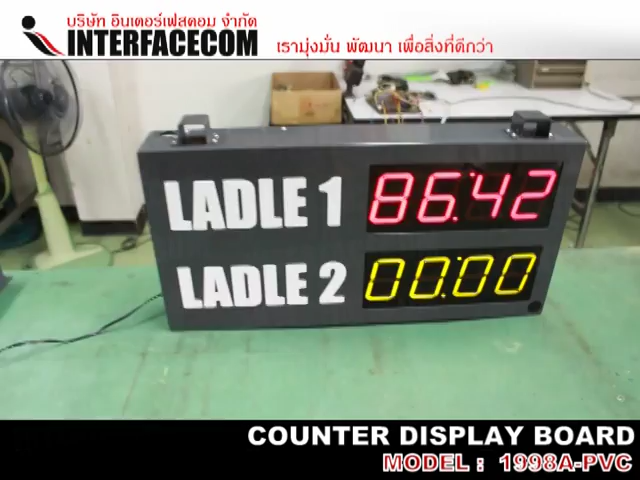 บริษัท อินเตอร์เฟสคอม จำกัด
INTERFACECOM
เรามุ่งมั่น พัฒนา เพื่อสิ่งที่ดีกว่า
LADLE 1 86.42
LADLE 2 00:00
COUNTER DISPLAY BOARD
MODEL : 1998A-PVC